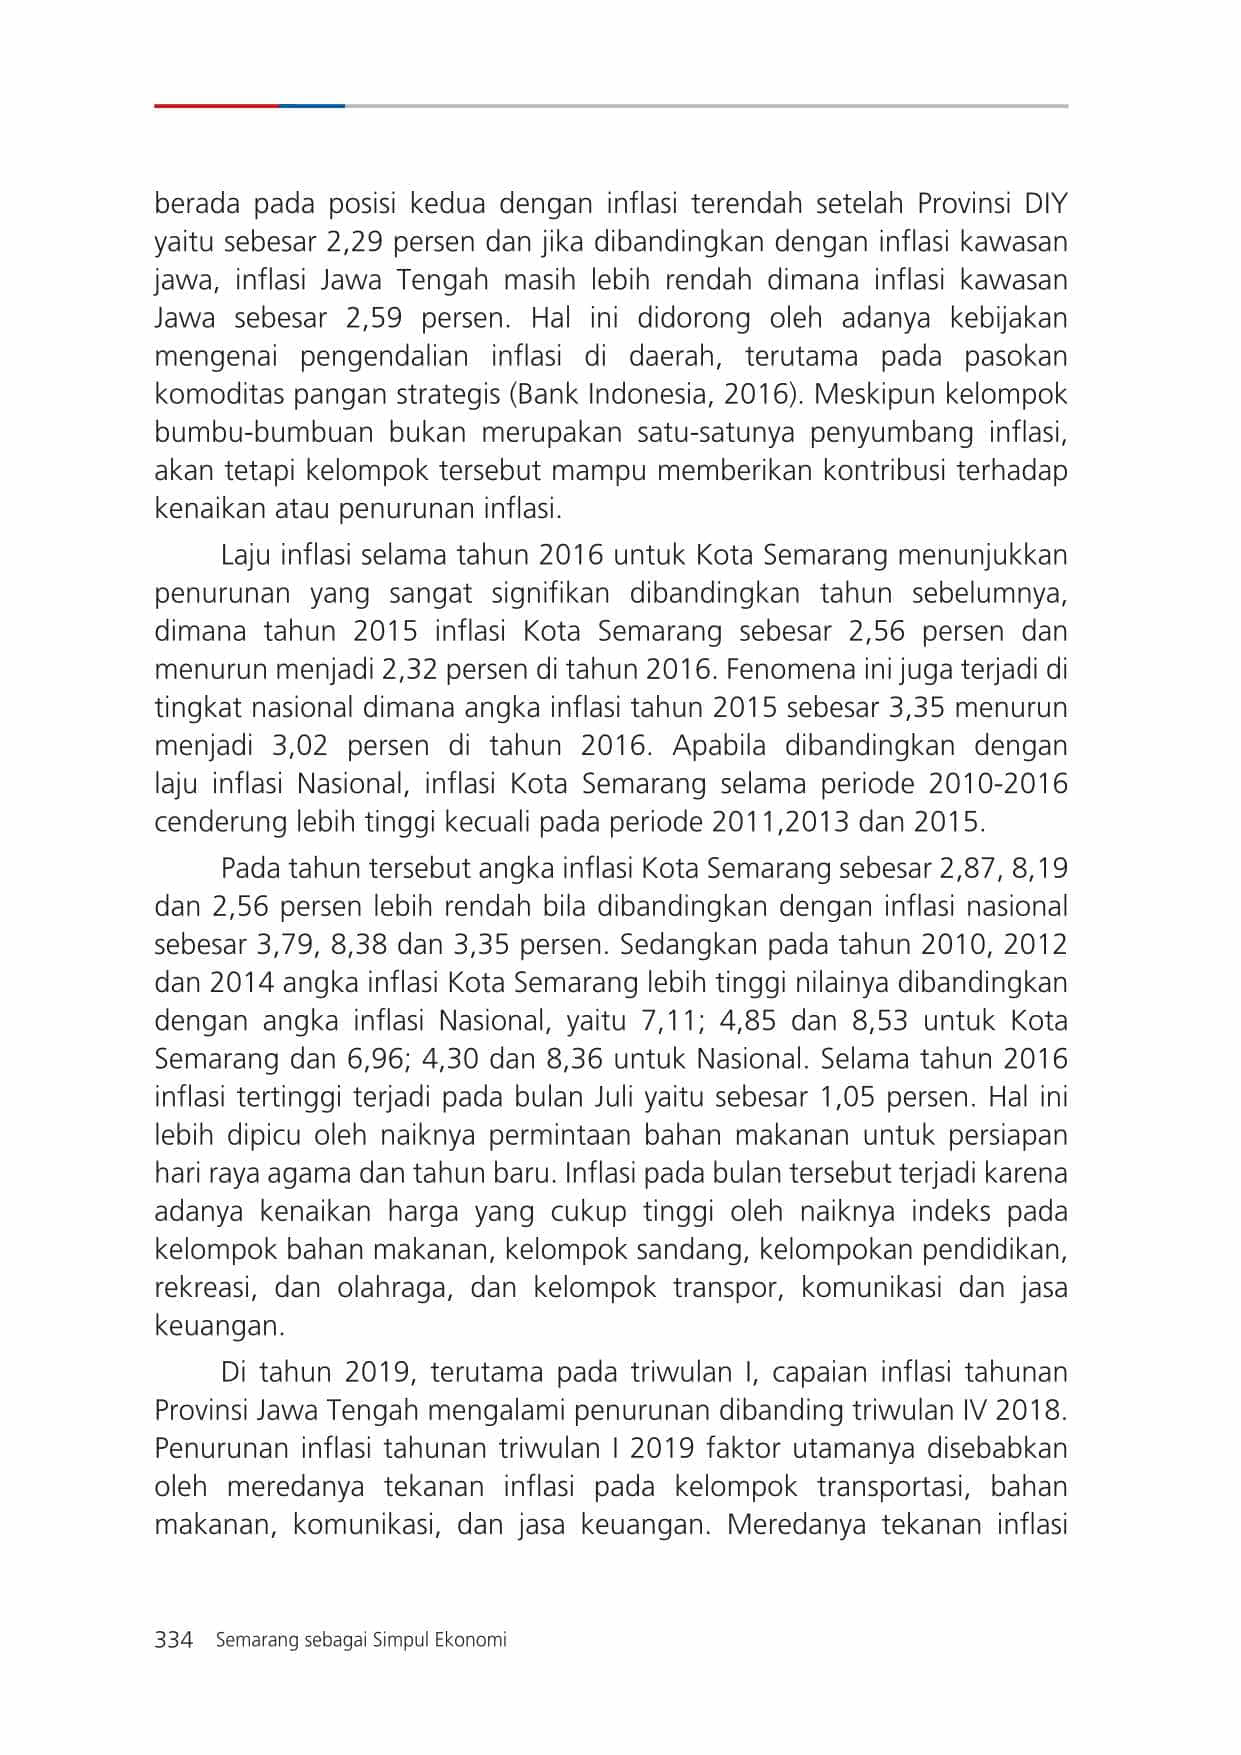 berada pada posisi kedua dengan inflasi terendah setelah Provinsi DIY
yaitu sebesar 2,29 persen dan jika dibandingkan dengan inflasi kawasan
jawa, inflasi Jawa Tengah masih lebih rendah dimana inflasi kawasan
Jawa sebesar 2,59 persen. Hal ini didorong oleh adanya kebijakan
mengenai pengendalian inflasi di daerah, terutama pada pasokan
komoditas pangan strategis (Bank Indonesia, 2016). Meskipun kelompok
bumbu-bumbuan bukan merupakan satu-satunya penyumbang inflasi,
akan tetapi kelompok tersebut mampu memberikan kontribusi terhadap
kenaikan atau penurunan inflasi.
Laju inflasi selama tahun 2016 untuk Kota Semarang menunjukkan
penurunan yang sangat signifikan dibandingkan tahun sebelumnya,
dimana tahun 2015 inflasi Kota Semarang sebesar 2,56 persen dan
menurun menjadi 2,32 persen di tahun 2016. Fenomena ini juga terjadi di
tingkat nasional dimana angka inflasi tahun 2015 sebesar 3,35 menurun
menjadi 3,02 persen di tahun 2016. Apabila dibandingkan dengan
laju inflasi Nasional, inflasi Kota Semarang selama periode 2010-2016
cenderung lebih tinggi kecuali pada periode 2011,2013 dan 2015.
Pada tahun tersebut angka inflasi Kota Semarang sebesar 2,87, 8,19
dan 2,56 persen lebih rendah bila dibandingkan dengan inflasi nasional
sebesar 3,79, 8,38 dan 3,35 persen. Sedangkan pada tahun 2010, 2012
dan 2014 angka inflasi Kota Semarang lebih tinggi nilainya dibandingkan
dengan angka inflasi Nasional, yaitu 7,11; 4,85 dan 8,53 untuk Kota
Semarang dan 6,96; 4,30 dan 8,36 untuk Nasional. Selama tahun 2016
inflasi tertinggi terjadi pada bulan Juli yaitu sebesar 1,05 persen. Hal ini
lebih dipicu oleh naiknya permintaan bahan makanan untuk persiapan
hari raya agama dan tahun baru. Inflasi pada bulan tersebut terjadi karena
adanya kenaikan harga yang cukup tinggi oleh naiknya indeks pada
kelompok bahan makanan, kelompok sandang, kelompokan pendidikan,
rekreasi, dan olahraga, dan kelompok transpor, komunikasi dan jasa
keuangan.
Di tahun 2019, terutama pada triwulan I, capaian inflasi tahunan
Provinsi Jawa Tengah mengalami penurunan dibanding triwulan IV 2018.
Penurunan inflasi tahunan triwulan I 2019 faktor utamanya disebabkan
oleh meredanya tekanan inflasi pada kelompok transportasi, bahan
makanan, komunikasi, dan jasa keuangan. Meredanya tekanan inflasi
334 Semarang sebagai Simpul Ekonomi